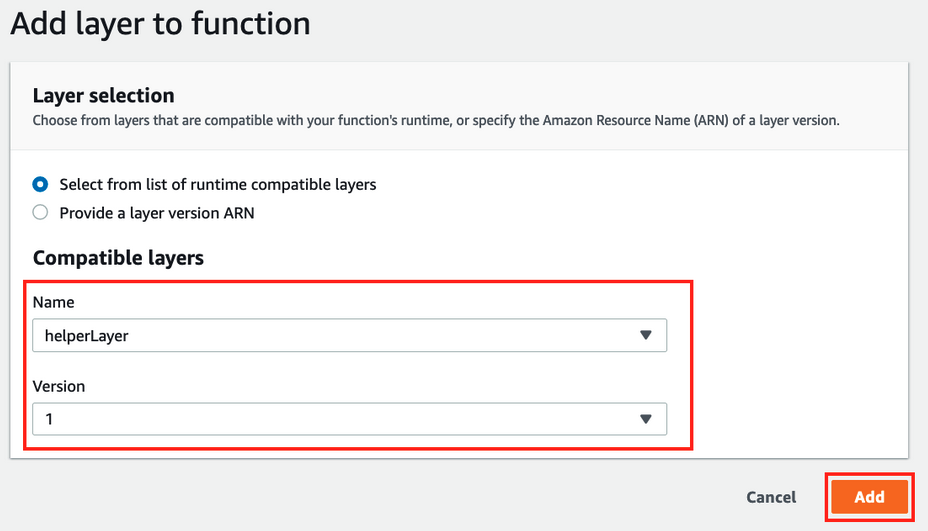 Add layer to function
Layer selection
Choose from layers that are compatible with your function's runtime, or specify the Amazon Resource Name (ARN) of a layer version.
Select from list of runtime compatible layers
Provide a layer version ARN
Compatible layers
Name
helperLayer
Version
1
Cancel Add